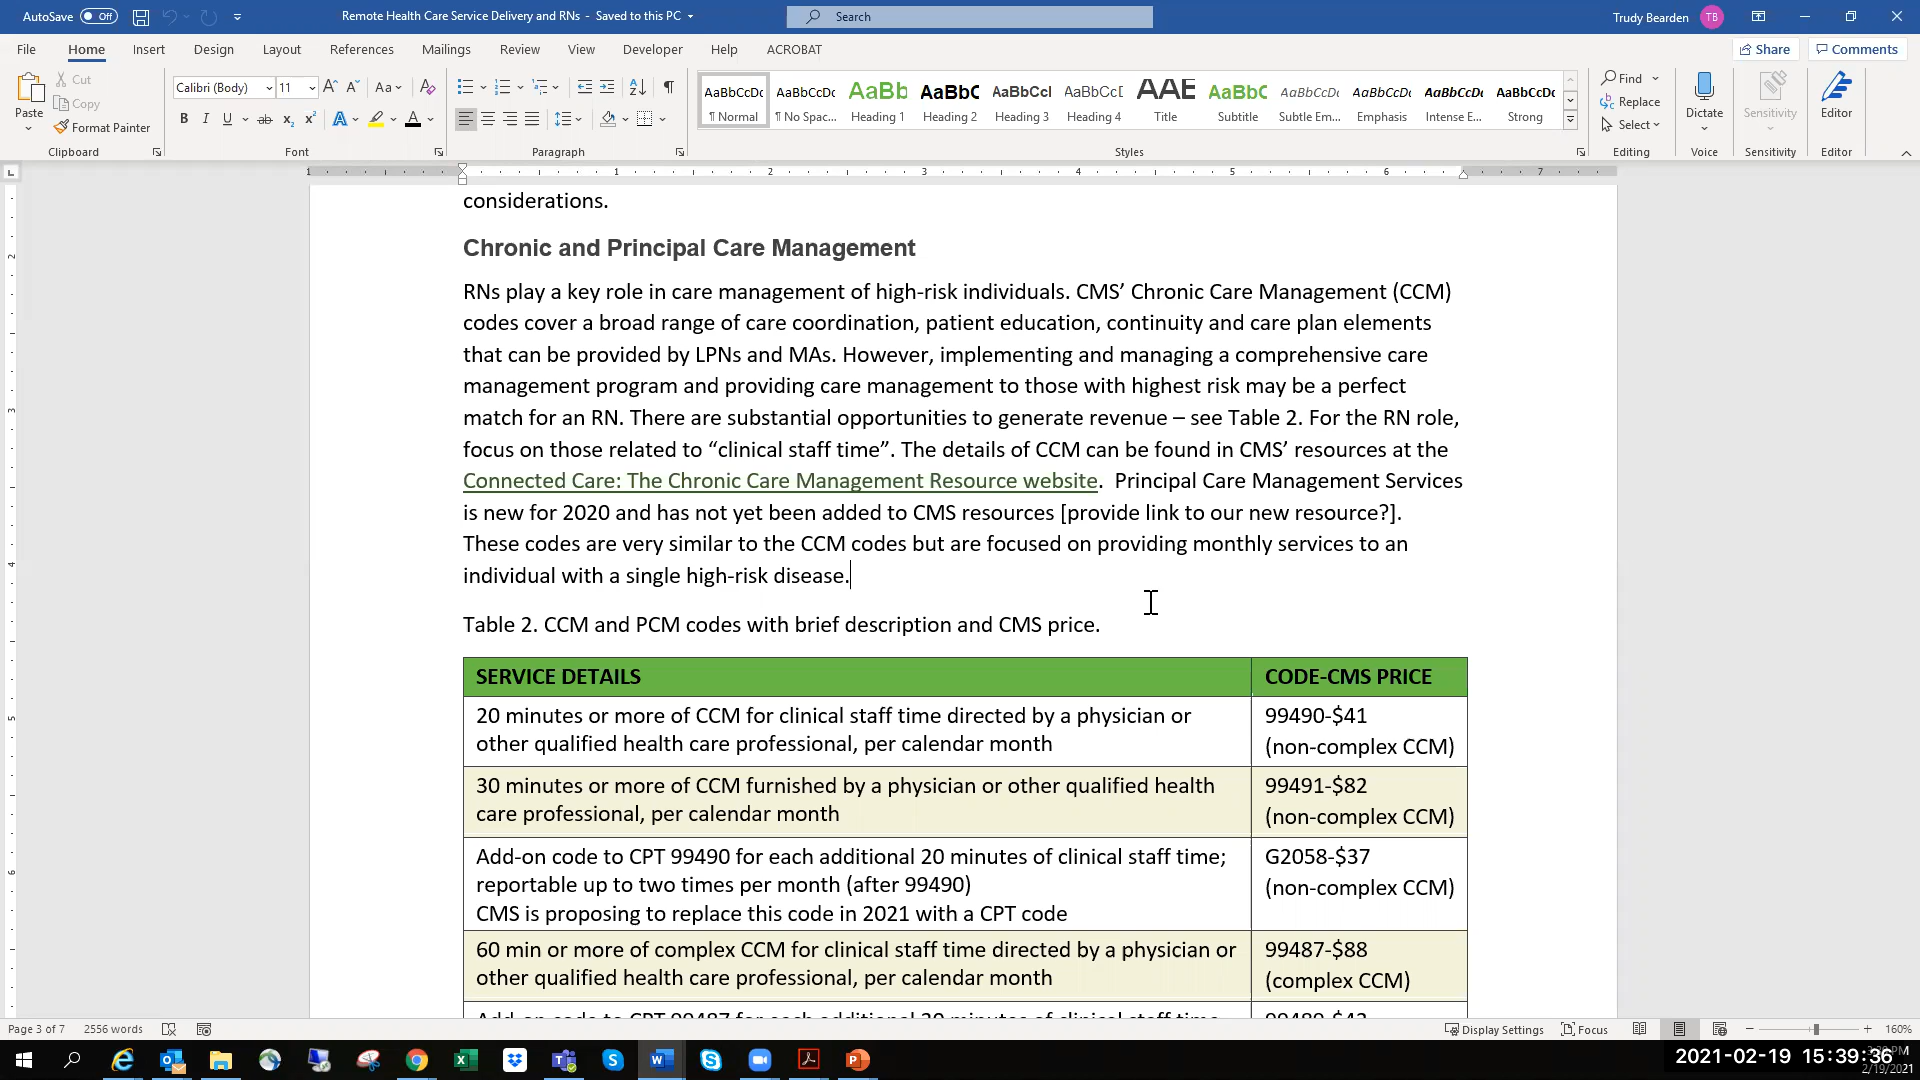 AutoSave Off
Remote Health Care Service Delivery and RNs - Saved to this PC
Search
Trudy Bearden TB
File Home Insert Design Layout References Mailings Review View Developer Help ACROBAT
Share Comments
Paste Cut
Copy
Format Painter
Clipboard
Calibri (Body) 11
Font
Paragraph
AaBbCcDc AaBbCcDc AaBb AaBbC AaBbCcI AaBbCcD AAE AaBbC AaBbCcDc AaBbCcDc AaBbCcDc AaBbCcDc
¶ Normal ¶ No Spac... Heading 1 Heading 2 Heading 3 Heading 4 Title Subtitle Subtle Em... Emphasis Intense E... Strong
Styles
Find
Replace
Select
Editing
Dictate
Voice
Sensitivity
Sensitivity
Editor
Editor
considerations.
Chronic and Principal Care Management
RNs play a key role in care management of high-risk individuals. CMS’ Chronic Care Management (CCM)
codes cover a broad range of care coordination, patient education, continuity and care plan elements
that can be provided by LPNs and MAs. However, implementing and managing a comprehensive care
management program and providing care management to those with highest risk may be a perfect
match for an RN. There are substantial opportunities to generate revenue – see Table 2. For the RN role,
focus on those related to “clinical staff time”. The details of CCM can be found in CMS’ resources at the
Connected Care: The Chronic Care Management Resource website.  Principal Care Management Services
is new for 2020 and has not yet been added to CMS resources [provide link to our new resource?].
These codes are very similar to the CCM codes but are focused on providing monthly services to an
individual with a single high-risk disease.
Table 2. CCM and PCM codes with brief description and CMS price.
SERVICE DETAILS CODE-CMS PRICE
20 minutes or more of CCM for clinical staff time directed by a physician or
other qualified health care professional, per calendar month
99490-$41
(non-complex CCM)
30 minutes or more of CCM furnished by a physician or other qualified health
care professional, per calendar month
99491-$82
(non-complex CCM)
Add-on code to CPT 99490 for each additional 20 minutes of clinical staff time;
reportable up to two times per month (after 99490)
CMS is proposing to replace this code in 2021 with a CPT code
G2058-$37
(non-complex CCM)
60 min or more of complex CCM for clinical staff time directed by a physician or
other qualified health care professional, per calendar month
99487-$88
(complex CCM)
Page 3 of 7 2556 words
Display Settings Focus 160%
2021-02-19 15:39:36
2/19/2021